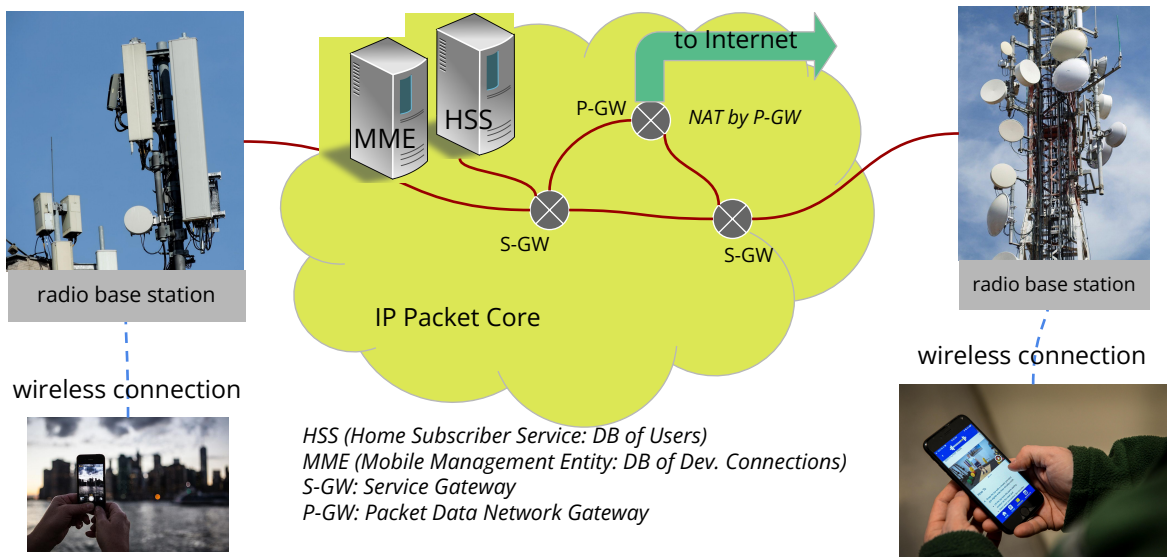 to Internet
HSS
MME
P-GW
NAT by P-GW
S-GW
S-GW
radio base station
radio base station
IP Packet Core
wireless connection
wireless connection
HSS (Home Subscriber Service: DB of Users)
MME (Mobile Management Entity: DB of Dev. Connections)
S-GW: Service Gateway
P-GW: Packet Data Network Gateway